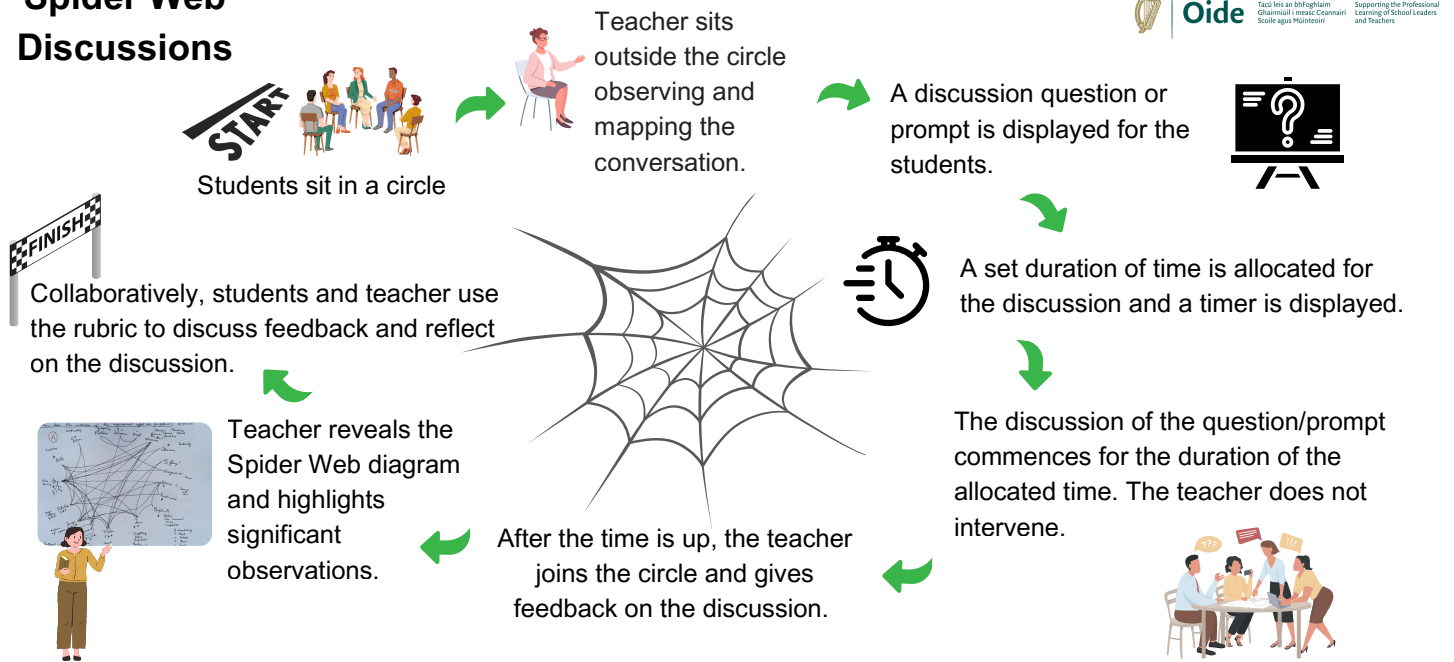 Spider Web
Discussions
Oide
Tacú leis an bhFoghlaim
Ghairmiúil i measc Ceannairí
Scoile agus Múinteoirí
Supporting the Professional
Learning of School Leaders
and Teachers
START
Students sit in a circle
Teacher sits
outside the circle
observing and
mapping the
conversation.
A discussion question or
prompt is displayed for the
students.
?
A set duration of time is allocated for
the discussion and a timer is displayed.
The discussion of the question/prompt
commences for the duration of the
allocated time. The teacher does not
intervene.
???
!!!
After the time is up, the teacher
joins the circle and gives
feedback on the discussion.
Teacher reveals the
Spider Web diagram
and highlights
significant
observations.
A
FINISH
Collaboratively, students and teacher use
the rubric to discuss feedback and reflect
on the discussion.